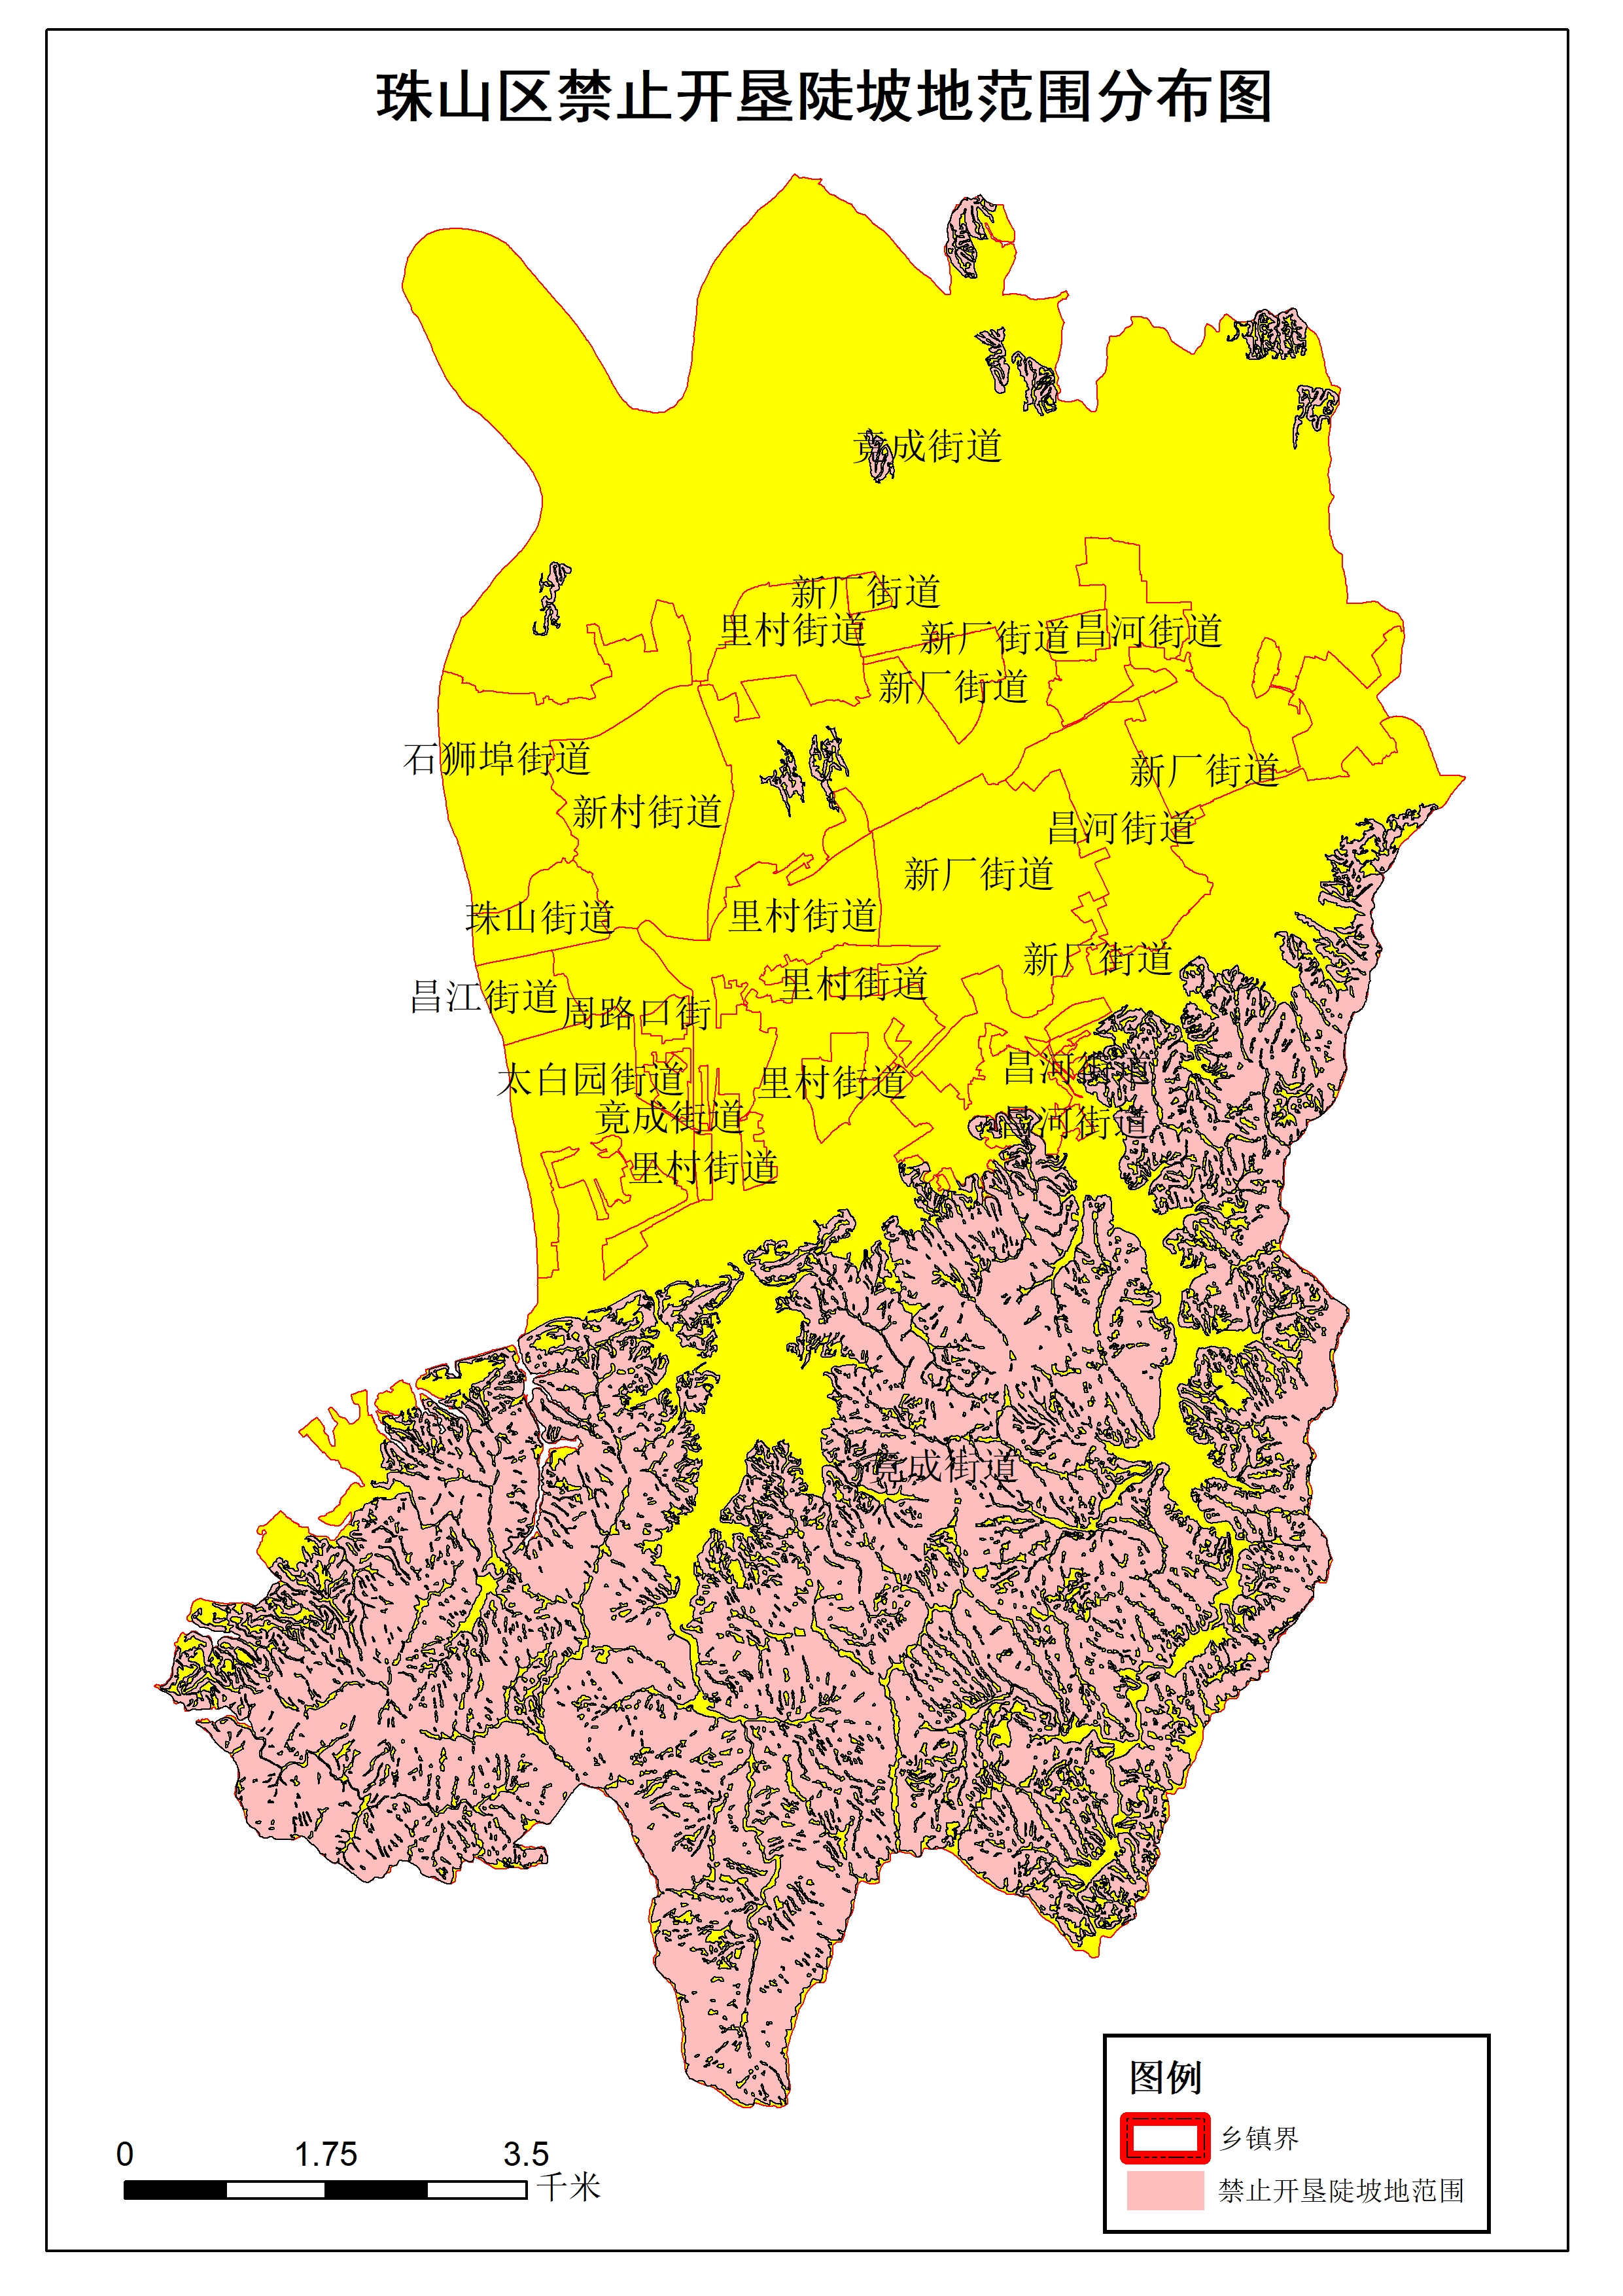 珠山区禁止开垦陡坡地范围分布图
竟成街道
新厂街道
里村街道
新厂街道
昌河街道
新厂街道
石狮埠街道
新厂街道
新村街道
昌河街道
新厂街道
珠山街道
里村街道
新厂街道
里村街道
昌江街道
周路口街
昌河街道
太白园街道
里村街道
竟成街道
昌河街道
里村街道
竟成街道
图例
乡镇界
禁止开垦陡坡地范围
0 1.75 3.5
千米